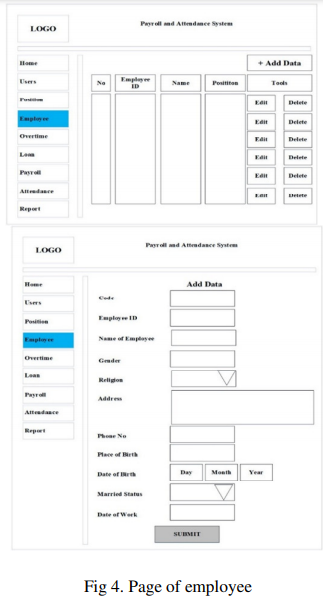 LOGO
Payroll and Attendance System
Home
Users
Position
Employee
Overtime
Loan
Payroll
Attendance
Report
+ Add Data
No
Employee
ID
Name
Posititon
Tools
Edit Delete
Edit Delete
Edit Delete
Edit Delete
Edit Delete
Edit Delete
LOGO
Payroll and Attendance System
Home
Users
Position
Employee
Overtime
Loan
Payroll
Attendance
Report
Add Data
Code
Employee ID
Name of Employee
Gender
Religion
Address
Phone No
Place of Birth
Date of Birth
Day Month Year
Married Status
Date of Work
SUBMIT
Fig 4. Page of employee